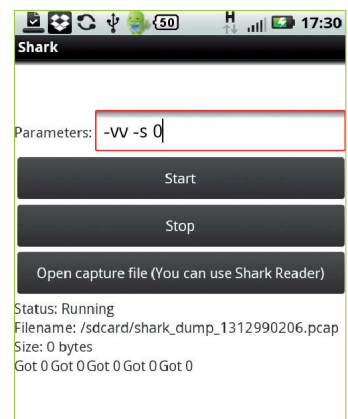 50 H 17:30
Shark
Parameters: -vv -s 0
Start
Stop
Open capture file (You can use Shark Reader)
Status: Running
Filename: /sdcard/shark_dump_1312990206.pcap
Size: 0 bytes
Got 0 Got 0 Got 0 Got 0 Got 0